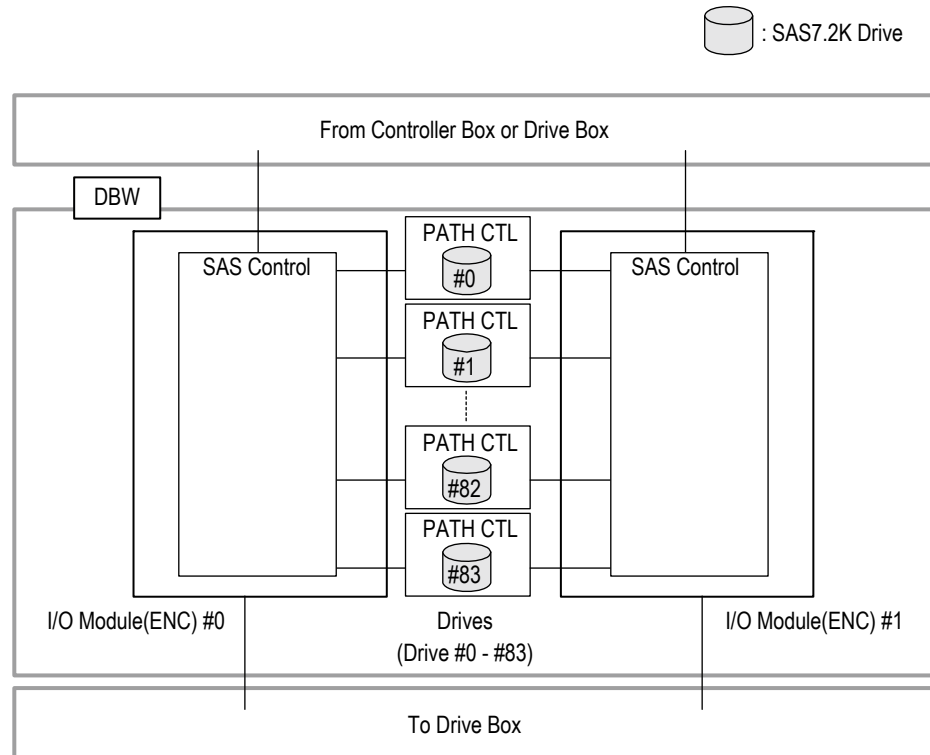 : SAS7.2K Drive
From Controller Box or Drive Box
DBW
PATH CTL
#0
SAS Control
SAS Control
PATH CTL
#1
PATH CTL
#82
PATH CTL
#83
I/O Module(ENC) #0
Drives
(Drive #0 - #83)
I/O Module(ENC) #1
To Drive Box